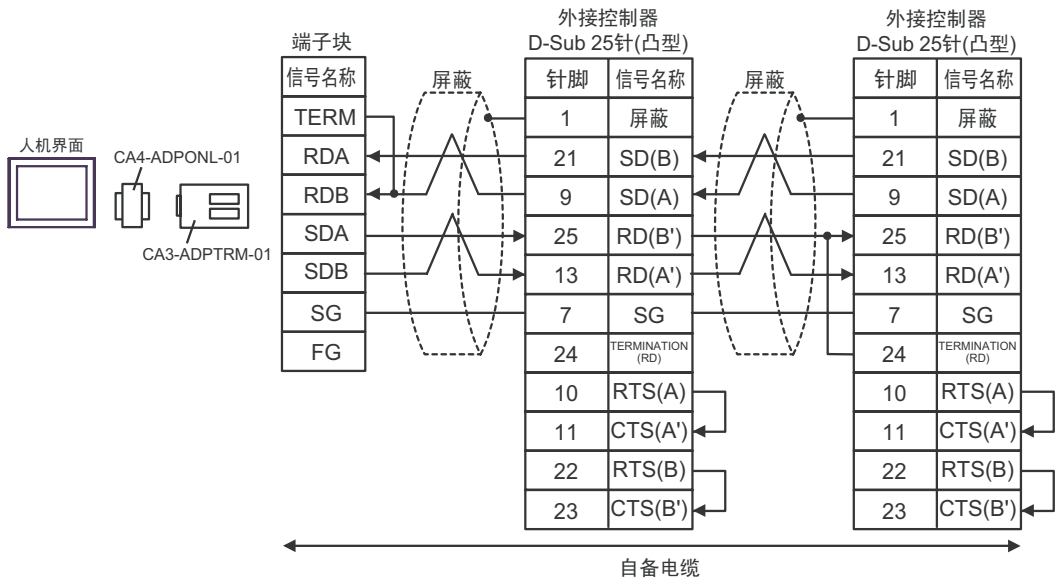 外接控制器
D-Sub 25针(凸型)
外接控制器
D-Sub 25针(凸型)
端子块
信号名称
TERM
RDA
RDB
SDA
SDB
SG
FG
人机界面
CA4-ADPONL-01
CA3-ADPTRM-01
屏蔽
针脚 信号名称
1 屏蔽
21 SD(B)
9 SD(A)
25 RD(B')
13 RD(A')
7 SG
24 TERMINATION
(RD)
10 RTS(A)
11 CTS(A')
22 RTS(B)
23 CTS(B')
屏蔽
针脚 信号名称
1 屏蔽
21 SD(B)
9 SD(A)
25 RD(B')
13 RD(A')
7 SG
24 TERMINATION
(RD)
10 RTS(A)
11 CTS(A')
22 RTS(B)
23 CTS(B')
自备电缆